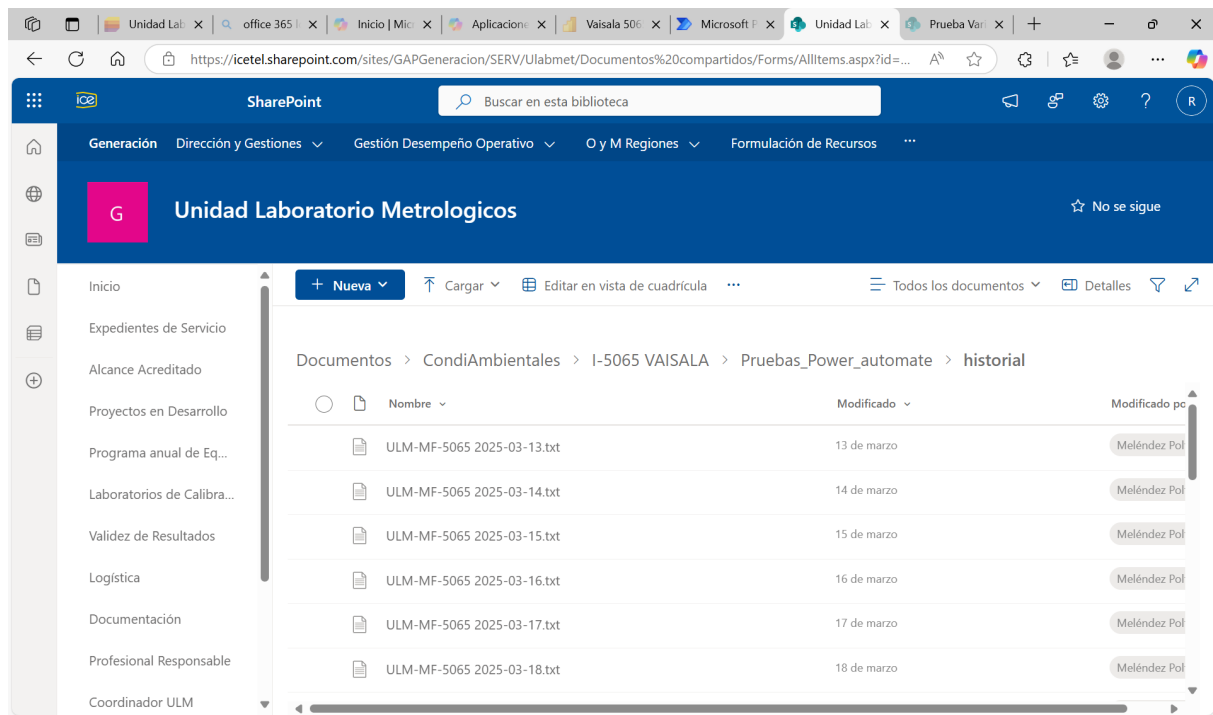 Unidad Lab
office 365 l
Inicio | Micr
Aplicacione
Vaisala 506
Microsoft P
Unidad Lab
Prueba Vari
https://icetel.sharepoint.com/sites/GAPGeneracion/SERV/Ulabmet/Documentos%20compartidos/Forms/AllItems.aspx?id=...
ice
SharePoint
Buscar en esta biblioteca
R
Generación Dirección y Gestiones Gestión Desempeño Operativo O y M Regiones Formulación de Recursos ...
G
Unidad Laboratorio Metrologicos
No se sigue
Inicio
Expedientes de Servicio
Alcance Acreditado
Proyectos en Desarrollo
Programa anual de Eq...
Laboratorios de Calibra...
Validez de Resultados
Logística
Documentación
Profesional Responsable
Coordinador ULM
+ Nueva Cargar Editar en vista de cuadrícula ... Todos los documentos Detalles
Documentos > CondiAmbientales > I-5065 VAISALA > Pruebas_Power_automate > historial
Nombre Modificado Modificado po
ULM-MF-5065 2025-03-13.txt 13 de marzo Meléndez Pol
ULM-MF-5065 2025-03-14.txt 14 de marzo Meléndez Pol
ULM-MF-5065 2025-03-15.txt 15 de marzo Meléndez Pol
ULM-MF-5065 2025-03-16.txt 16 de marzo Meléndez Pol
ULM-MF-5065 2025-03-17.txt 17 de marzo Meléndez Pol
ULM-MF-5065 2025-03-18.txt 18 de marzo Meléndez Pol